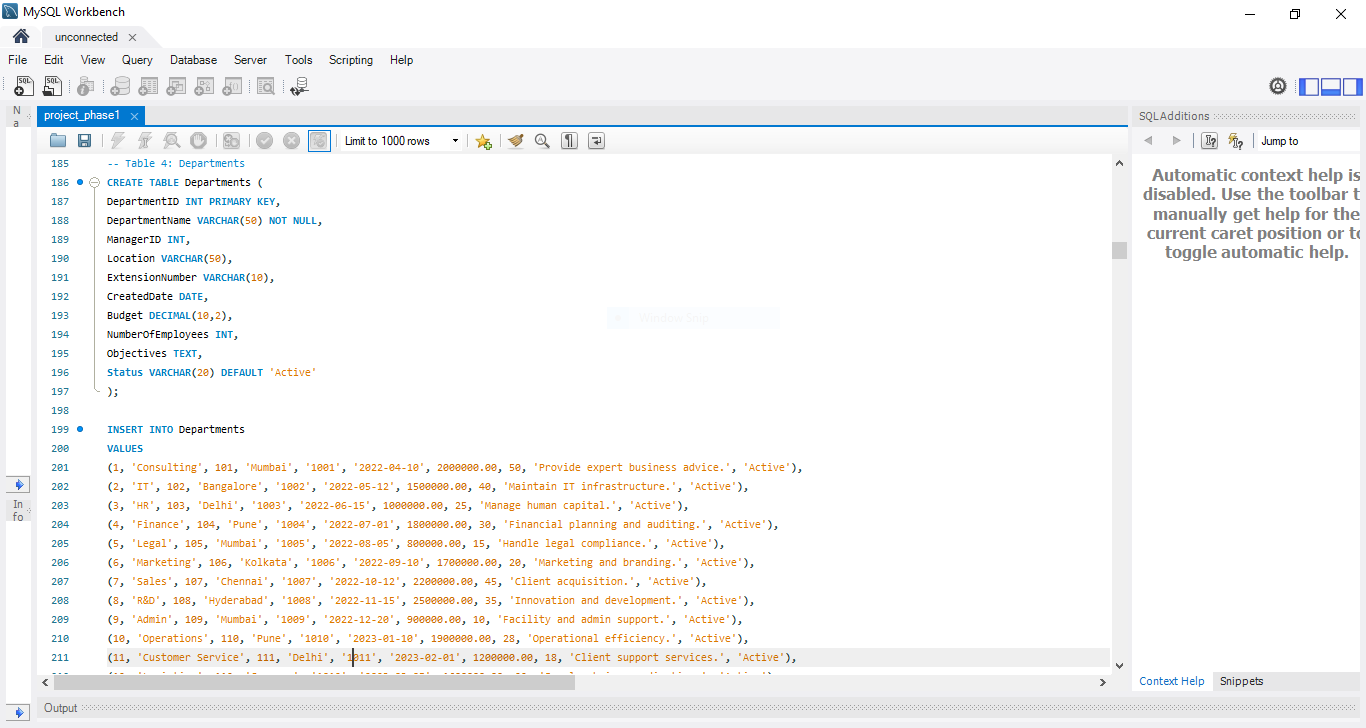 MySQL Workbench
unconnected
File Edit View Query Database Server Tools Scripting Help
N
a
project_phase1
Limit to 1000 rows
185 -- Table 4: Departments
186 CREATE TABLE Departments (
187 DepartmentID INT PRIMARY KEY,
188 DepartmentName VARCHAR(50) NOT NULL,
189 ManagerID INT,
190 Location VARCHAR(50),
191 ExtensionNumber VARCHAR(10),
192 CreatedDate DATE,
193 Budget DECIMAL(10,2),
194 NumberOfEmployees INT,
195 Objectives TEXT,
196 Status VARCHAR(20) DEFAULT 'Active'
197 );
198
199 INSERT INTO Departments
200 VALUES
201 (1, 'Consulting', 101, 'Mumbai', '1001', '2022-04-10', 2000000.00, 50, 'Provide expert business advice.', 'Active'),
202 (2, 'IT', 102, 'Bangalore', '1002', '2022-05-12', 1500000.00, 40, 'Maintain IT infrastructure.', 'Active'),
203 (3, 'HR', 103, 'Delhi', '1003', '2022-06-15', 1000000.00, 25, 'Manage human capital.', 'Active'),
204 (4, 'Finance', 104, 'Pune', '1004', '2022-07-01', 1800000.00, 30, 'Financial planning and auditing.', 'Active'),
205 (5, 'Legal', 105, 'Mumbai', '1005', '2022-08-05', 800000.00, 15, 'Handle legal compliance.', 'Active'),
206 (6, 'Marketing', 106, 'Kolkata', '1006', '2022-09-10', 1700000.00, 20, 'Marketing and branding.', 'Active'),
207 (7, 'Sales', 107, 'Chennai', '1007', '2022-10-12', 2200000.00, 45, 'Client acquisition.', 'Active'),
208 (8, 'R&D', 108, 'Hyderabad', '1008', '2022-11-15', 2500000.00, 35, 'Innovation and development.', 'Active'),
209 (9, 'Admin', 109, 'Mumbai', '1009', '2022-12-20', 900000.00, 10, 'Facility and admin support.', 'Active'),
210 (10, 'Operations', 110, 'Pune', '1010', '2023-01-10', 1900000.00, 28, 'Operational efficiency.', 'Active'),
211 (11, 'Customer Service', 111, 'Delhi', '1011', '2023-02-01', 1200000.00, 18, 'Client support services.', 'Active'),
In
fo
Window Snip
SQLAdditions
Jump to
Automatic context help is
disabled. Use the toolbar t
manually get help for the
current caret position or to
toggle automatic help.
Context Help Snippets
Output